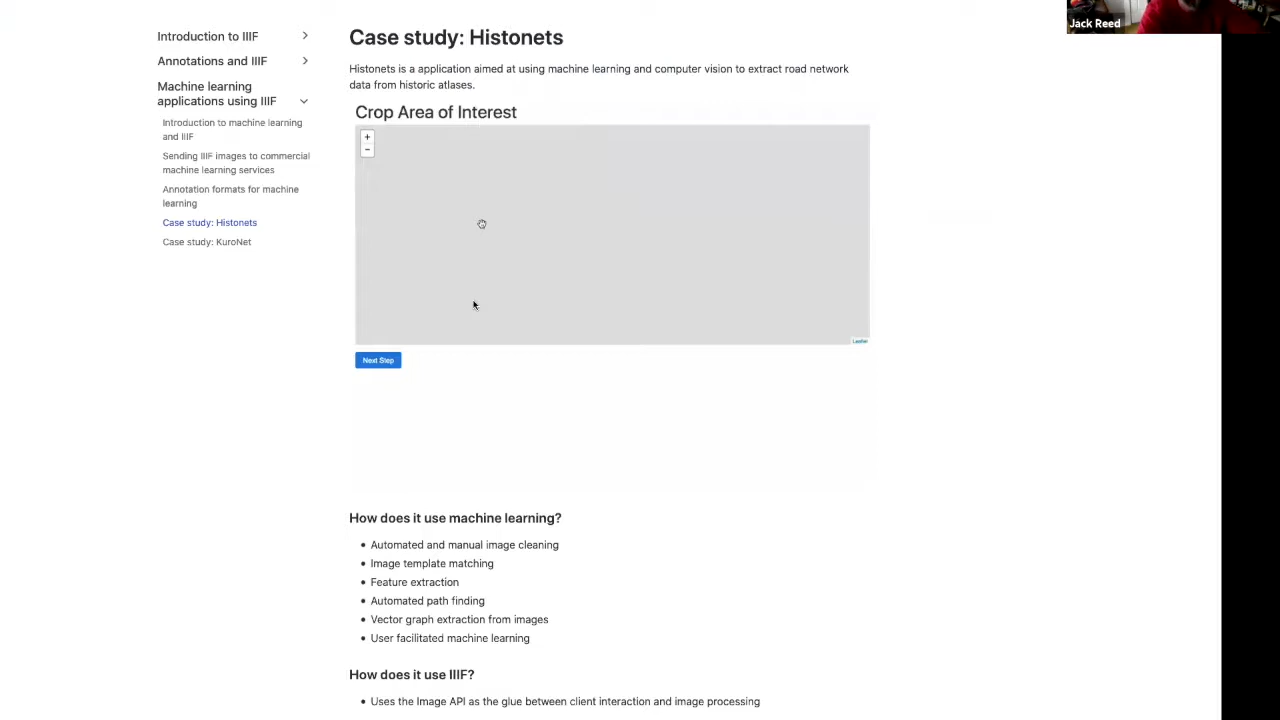 Jack Reed
Introduction to IIIF
Annotations and IIIF
Machine learning
applications using IIIF
Introduction to machine learning
and IIIF
Sending IIIF images to commercial
machine learning services
Annotation formats for machine
learning
Case study: Histonets
Case study: KuroNet
Case study: Histonets
Histonets is a application aimed at using machine learning and computer vision to extract road network
data from historic atlases.
Crop Area of Interest
+
-
Leaflet
Next Step
How does it use machine learning?
• Automated and manual image cleaning
• Image template matching
• Feature extraction
• Automated path finding
• Vector graph extraction from images
• User facilitated machine learning
How does it use IIIF?
• Uses the Image API as the glue between client interaction and image processing